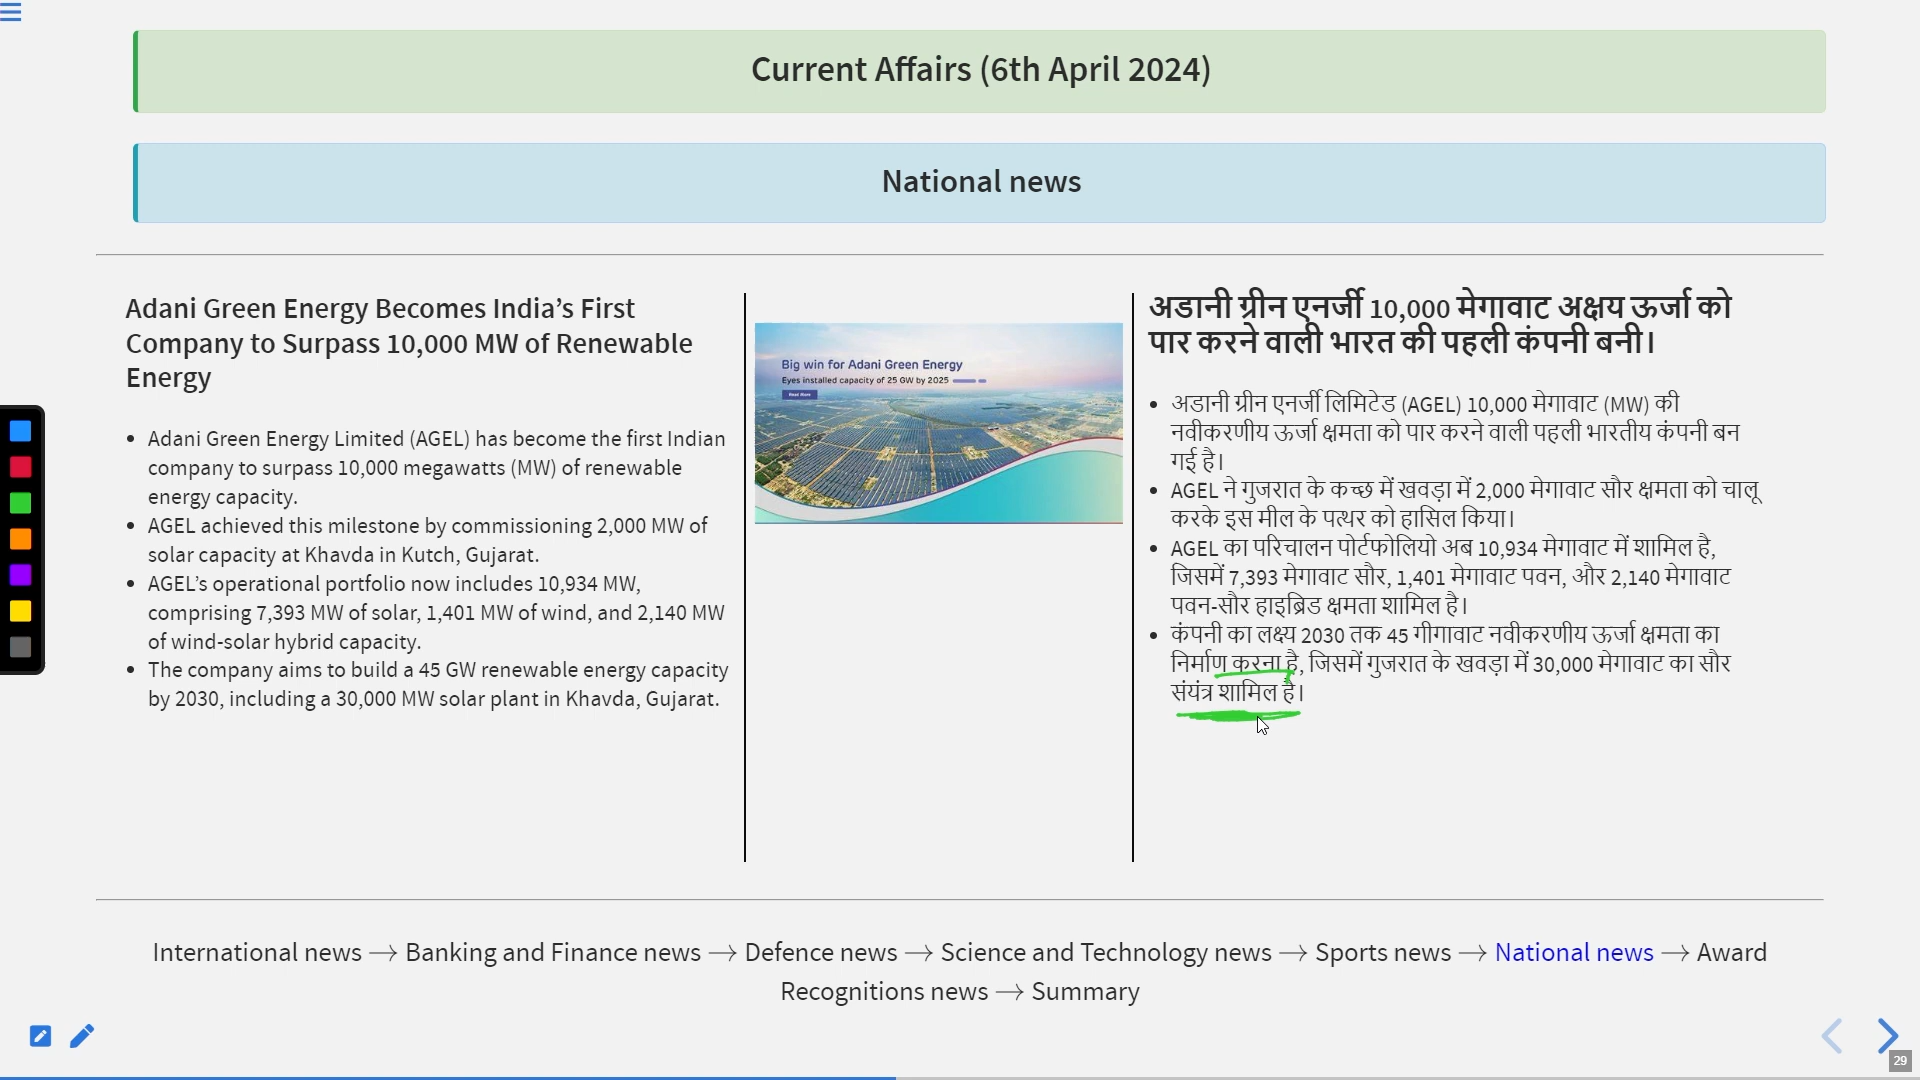 Current Affairs (6th April 2024)
National news
Adani Green Energy Becomes India’s First
Company to Surpass 10,000 MW of Renewable
Energy
• Adani Green Energy Limited (AGEL) has become the first Indian
company to surpass 10,000 megawatts (MW) of renewable
energy capacity.
• AGEL achieved this milestone by commissioning 2,000 MW of
solar capacity at Khavda in Kutch, Gujarat.
• AGEL’s operational portfolio now includes 10,934 MW,
comprising 7,393 MW of solar, 1,401 MW of wind, and 2,140 MW
of wind-solar hybrid capacity.
• The company aims to build a 45 GW renewable energy capacity
by 2030, including a 30,000 MW solar plant in Khavda, Gujarat.
Big win for Adani Green Energy
Eyes installed capacity of 25 GW by 2025
Read More
अडानी ग्रीन एनर्जी 10,000 मेगावाट अक्षय ऊर्जा को
पार करने वाली भारत की पहली कंपनी बनी।
• अडानी ग्रीन एनर्जी लिमिटेड (AGEL) 10,000 मेगावाट (MW) की
नवीकरणीय ऊर्जा क्षमता को पार करने वाली पहली भारतीय कंपनी बन
गई है।
• AGEL ने गुजरात के कच्छ में खवड़ा में 2,000 मेगावाट सौर क्षमता को चालू
करके इस मील के पत्थर को हासिल किया।
• AGEL का परिचालन पोर्टफोलियो अब 10,934 मेगावाट में शामिल है,
जिसमें 7,393 मेगावाट सौर, 1,401 मेगावाट पवन, और 2,140 मेगावाट
पवन-सौर हाइब्रिड क्षमता शामिल है।
• कंपनी का लक्ष्य 2030 तक 45 गीगावाट नवीकरणीय ऊर्जा क्षमता का
निर्माण करना है, जिसमें गुजरात के खवड़ा में 30,000 मेगावाट का सौर
संयंत्र शामिल है।
International news → Banking and Finance news → Defence news → Science and Technology news → Sports news → National news → Award
Recognitions news → Summary
29